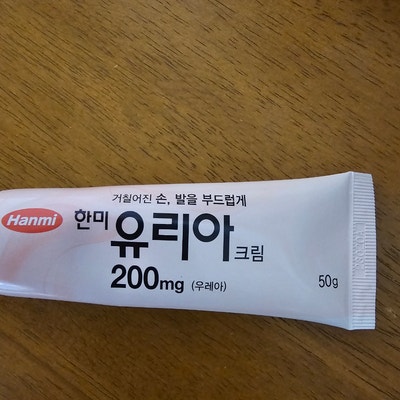 거칠어진 손, 발을 부드럽게
Hanmi 한미 유리아 크림
200mg (우레아) 50g